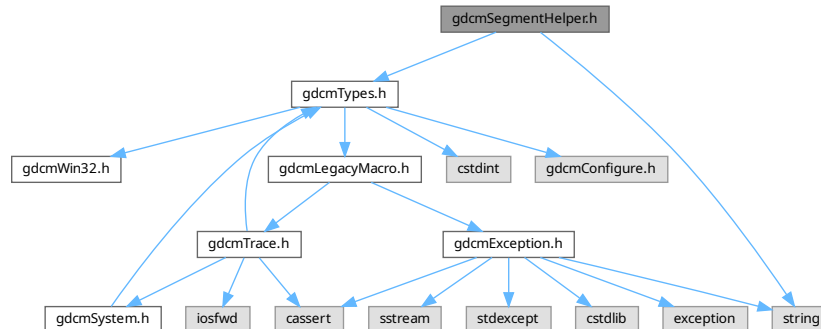 gdcmSegmentHelper.h
gdcmTypes.h
gdcmWin32.h
gdcmLegacyMacro.h
cstdint
gdcmConfigure.h
gdcmTrace.h
gdcmException.h
gdcmSystem.h
iosfwd
cassert
sstream
stdexcept
cstdlib
exception
string